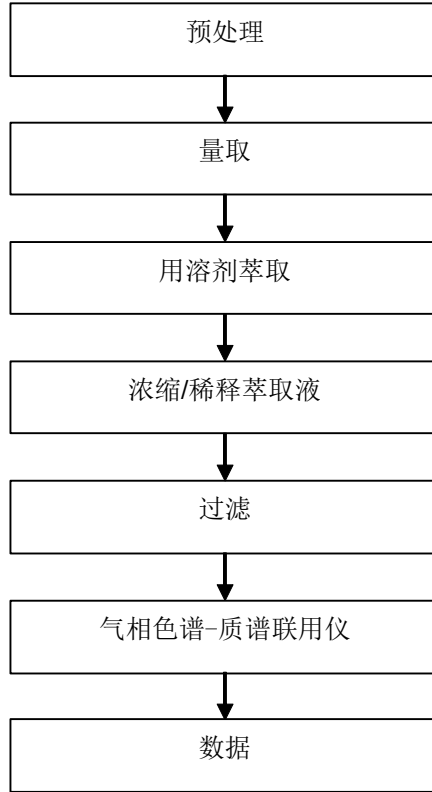 预处理
量取
用溶剂萃取
浓缩/稀释萃取液
过滤
气相色谱-质谱联用仪
数据